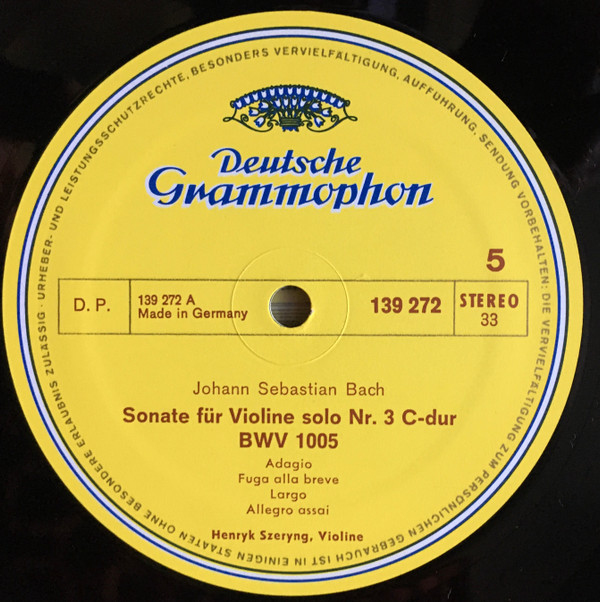 Deutsche
Grammophon
5
D. P.
139 272 A
Made in Germany
139 272
STEREO
33
Johann Sebastian Bach
Sonate für Violine solo Nr. 3 C-dur
BWV 1005
Adagio
Fuga alla breve
Largo
Allegro assai
Henryk Szeryng, Violine
URHEBER- UND LEISTUNGSSCHUTZRECHTE, BESONDERS VERVIELFÄLTIGUNG, AUFFÜHRUNG, SENDUNG VORBEHALTEN: DIE VERVIELFÄLTIGUNG ZUM PERSÖNLICHEN GEBRAUCH IST IN EINIGEN STAATEN OHNE BESONDERE ERLAUBNIS ZULÄSSIG ·